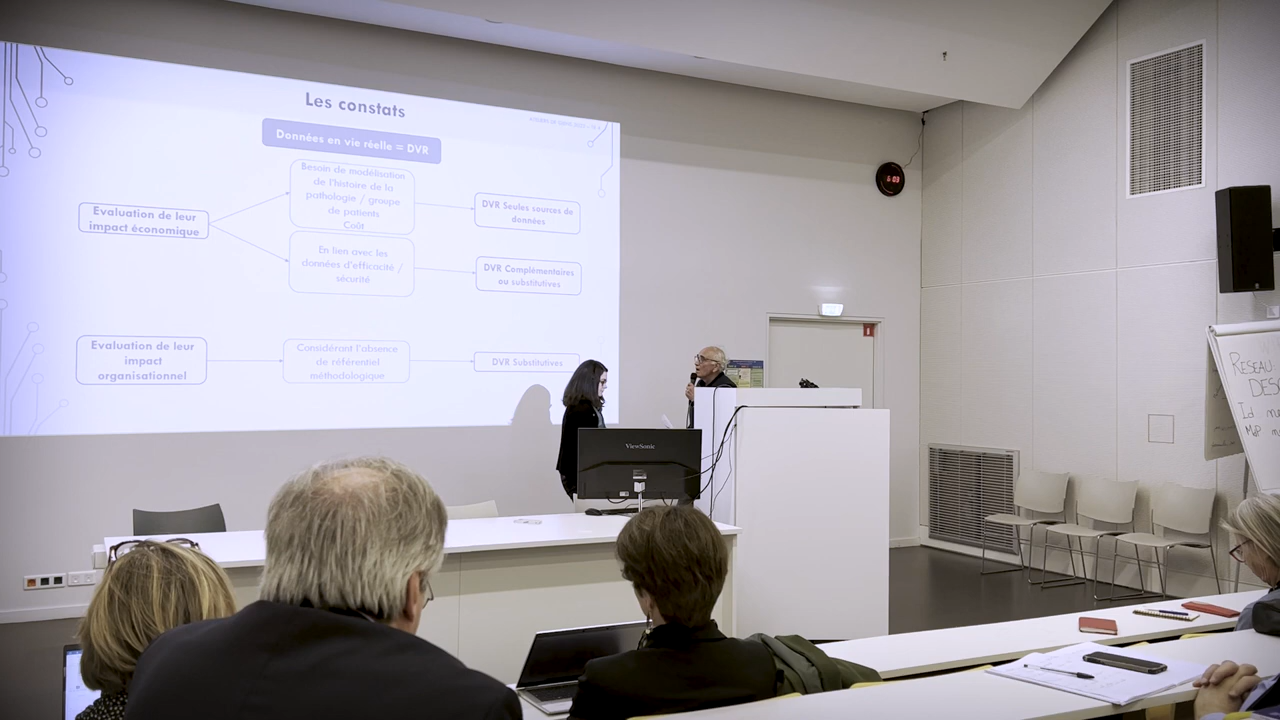 Les constats
Données en vie réelle = DVR
Besoin de modélisation
de l'histoire de la
pathologie / groupe
de patients
Coût
Evaluation de leur
impact économique
DVR Seules sources de
données
En lien avec les
données d'efficacité /
sécurité
DVR Complémentaires
ou substitutives
Evaluation de leur
impact
organisationnel
Considérant l'absence
de référentiel
méthodologique
DVR Substitutives
ViewSonic
RESEAU
DES
Id